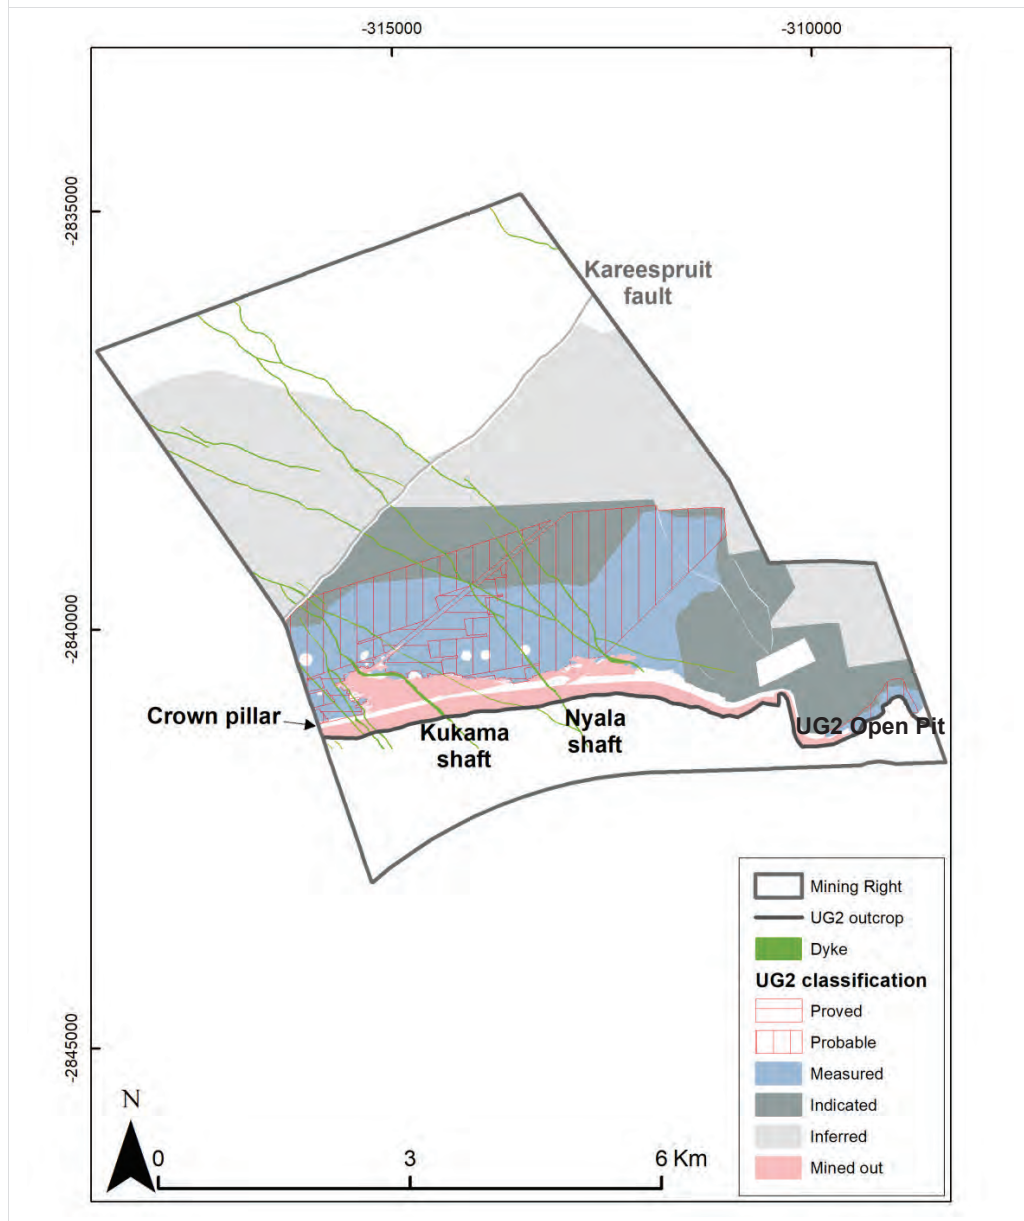 -315000
-310000
-2835000
Kareespruit
fault
-2840000
Crown pillar
Kukama
shaft
Nyala
shaft
UG2 Open Pit
-2845000
Mining Right
UG2 outcrop
Dyke
UG2 classification
Proved
Probable
Measured
Indicated
Inferred
Mined out
N
0
3
6 Km